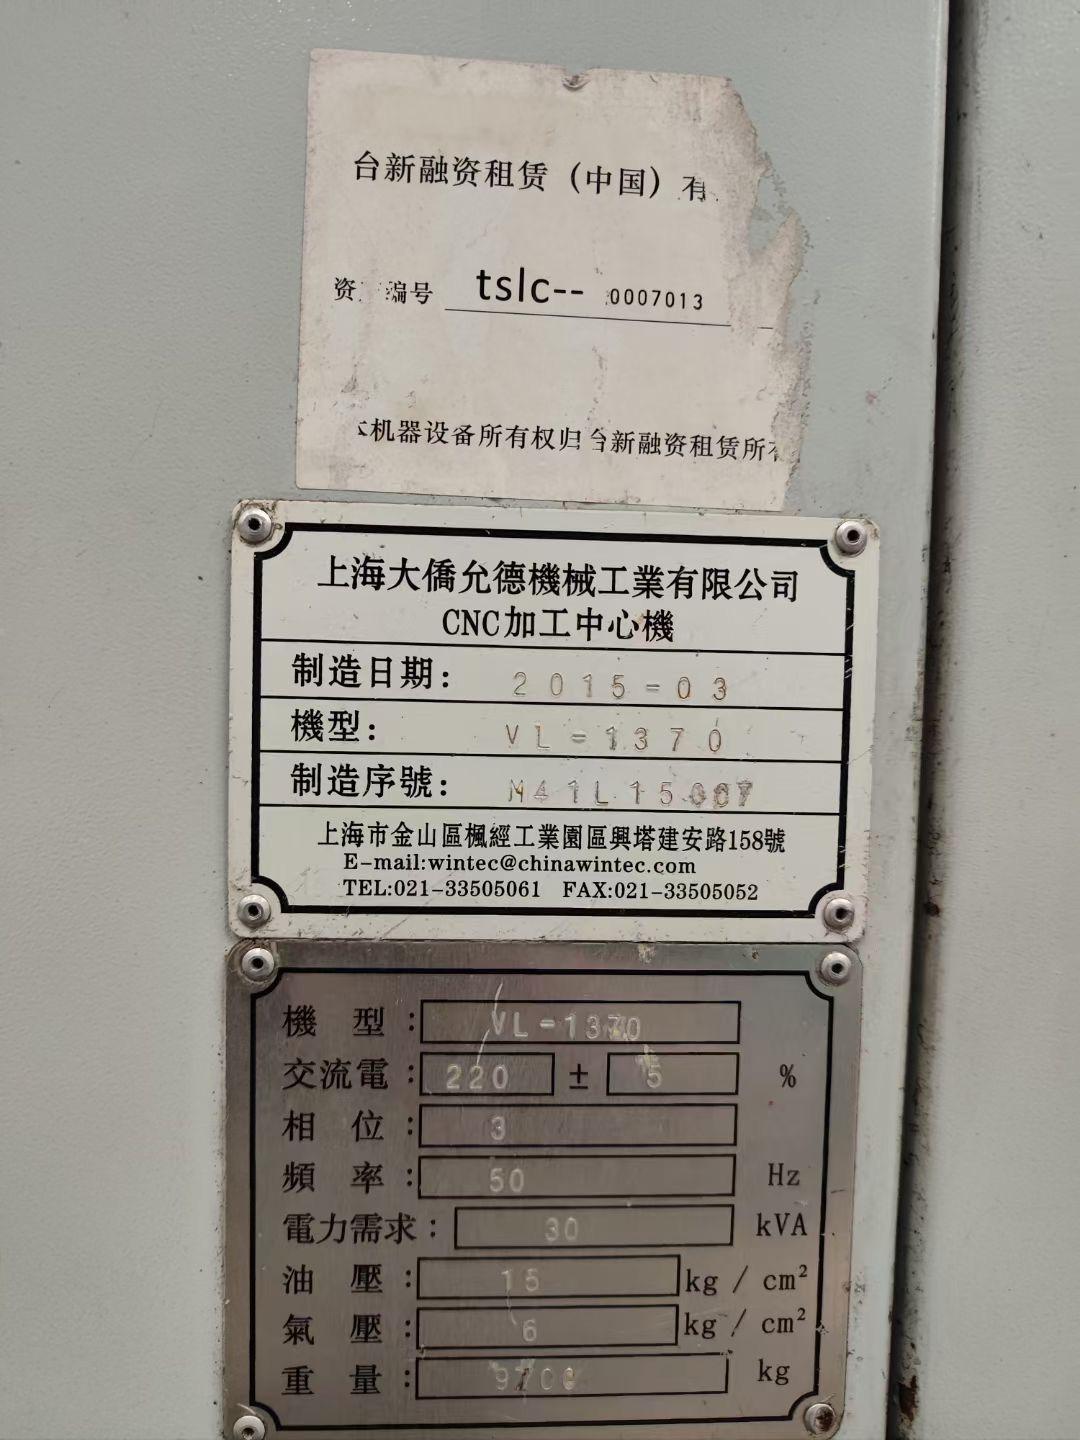 台新融资租赁（中国）有
资 编号 tslc-- 0007013
本机器设备所有权归台新融资租赁所有
上海大僑允德機械工業有限公司
CNC加工中心機
制造日期: 2015-03
機型: VL-1370
制造序號:
上海市金山區楓經工業園區興塔建安路158號
E-mail:wintec@chinawintec.com
TEL:021-33505061 FAX:021-33505052
機 型: VL-1370
交流電: 220 ± 5 %
相 位: 3
頻 率: 50 Hz
電力需求: 30 kVA
油 壓: 15 kg / cm²
氣 壓: 6 kg / cm²
重 量: kg